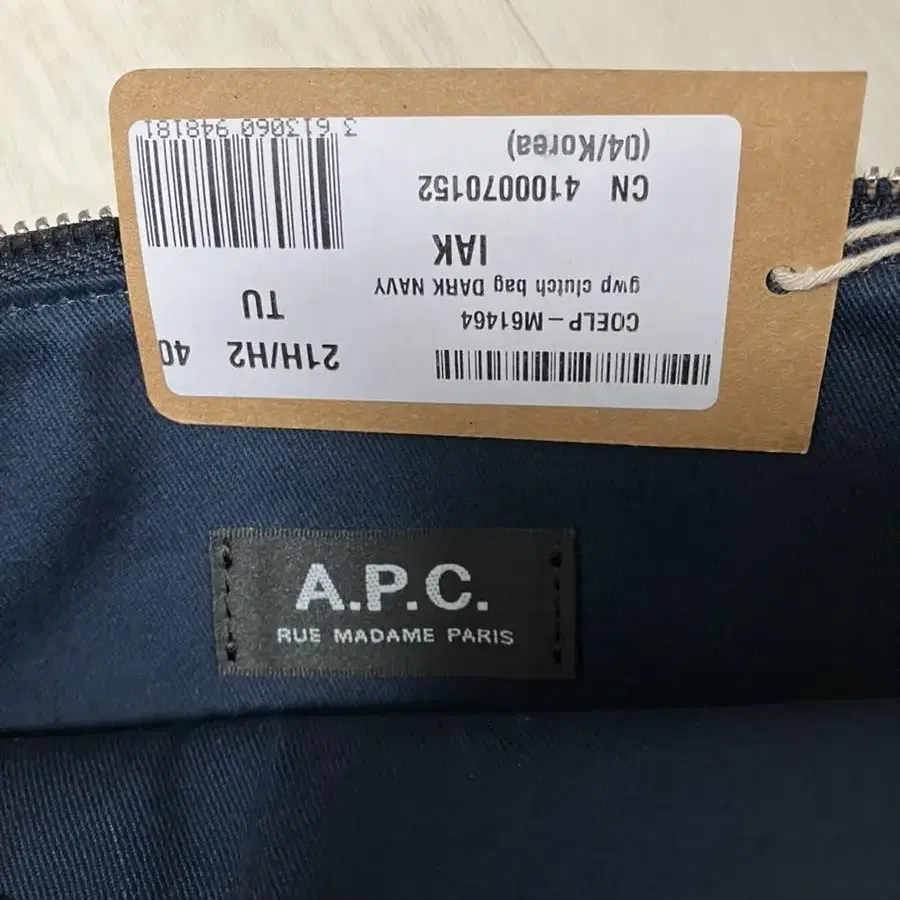 COELP-M61464
gwp clutch bag DARK NAVY
IAK
CN 4100070152
(04/Korea)
21H/H2 40
TU
3 613060 948181
A.P.C.
RUE MADAME PARIS